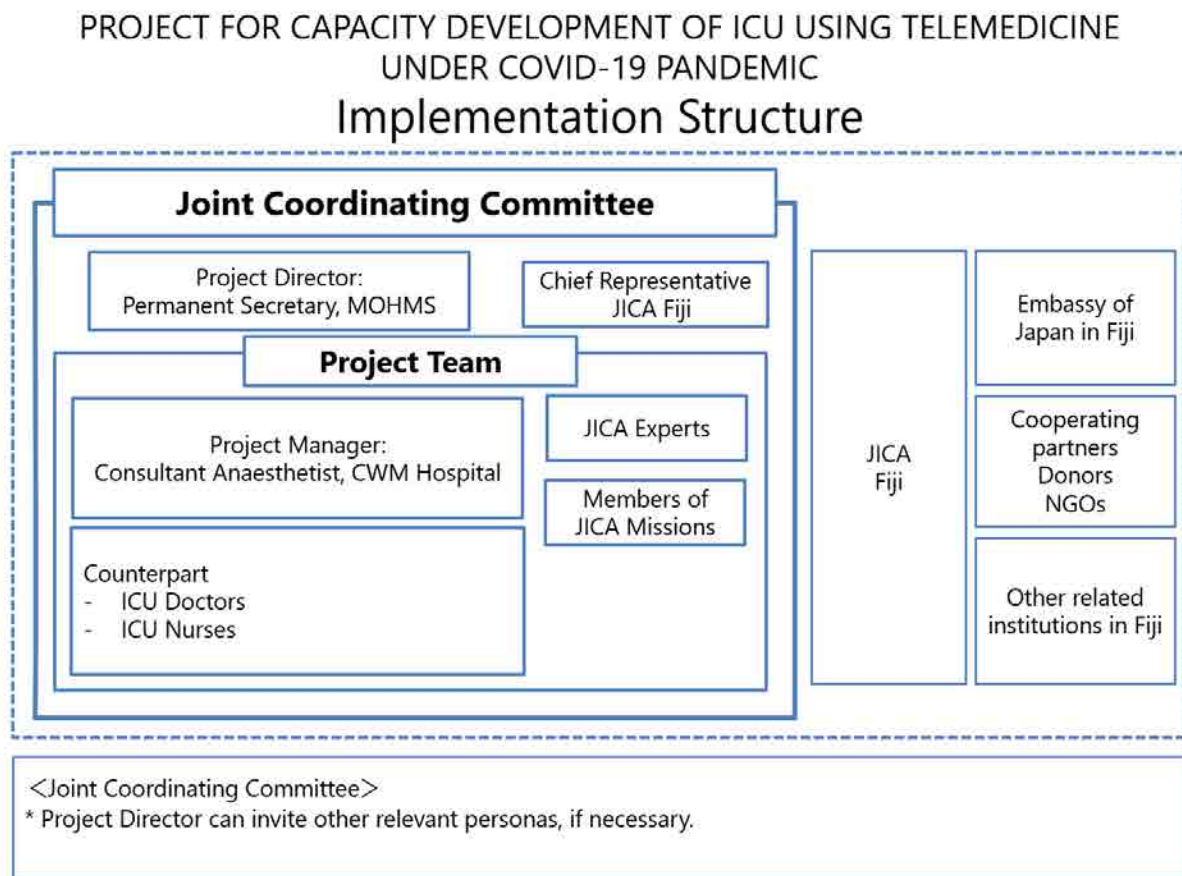 PROJECT FOR CAPACITY DEVELOPMENT OF ICU USING TELEMEDICINE
UNDER COVID-19 PANDEMIC
Implementation Structure
Joint Coordinating Committee
Project Director:
Permanent Secretary, MOHMS
Chief Representative
JICA Fiji
Project Team
Project Manager:
Consultant Anaesthetist, CWM Hospital
JICA Experts
Members of
JICA Missions
Counterpart
- ICU Doctors
- ICU Nurses
JICA
Fiji
Embassy of
Japan in Fiji
Cooperating
partners
Donors
NGOs
Other related
institutions in Fiji
＜Joint Coordinating Committee＞
* Project Director can invite other relevant personas, if necessary.